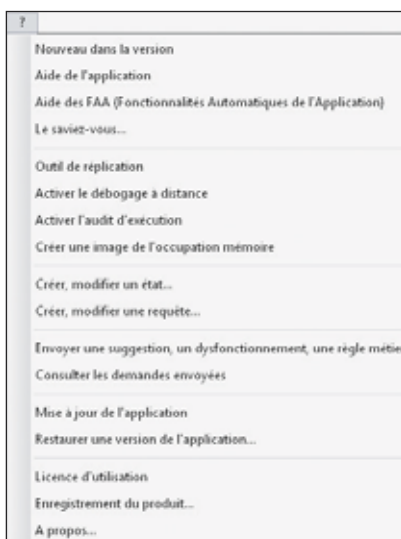 ?
Nouveau dans la version
Aide de l'application
Aide des FAA (Fonctionnalités Automatiques de l'Application)
Le saviez-vous...
Outil de réplication
Activer le débogage à distance
Activer l'audit d'exécution
Créer une image de l'occupation mémoire
Créer, modifier un état...
Créer, modifier une requête...
Envoyer une suggestion, un dysfonctionnement, une règle métie
Consulter les demandes envoyées
Mise à jour de l'application
Restaurer une version de l'application...
Licence d'utilisation
Enregistrement du produit...
A propos...